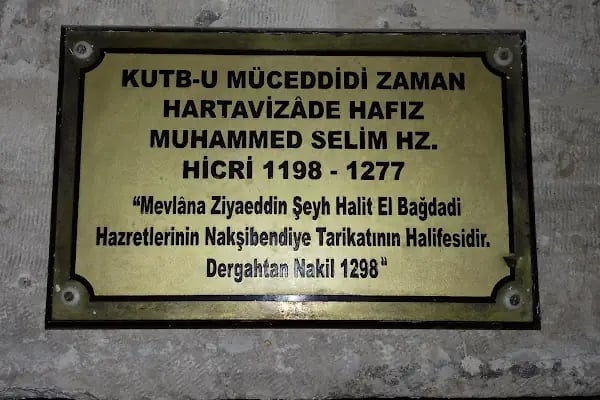 KUTB-U MÜCEDDİDİ ZAMAN
HARTAVİZÂDE HAFIZ
MUHAMMED SELİM HZ.
HİCRİ 1198 - 1277
“Mevlâna Ziyaeddin Şeyh Halit El Bağdadi
Hazretlerinin Nakşibendiye Tarikatının Halifesidir.
Dergahtan Nakil 1298”